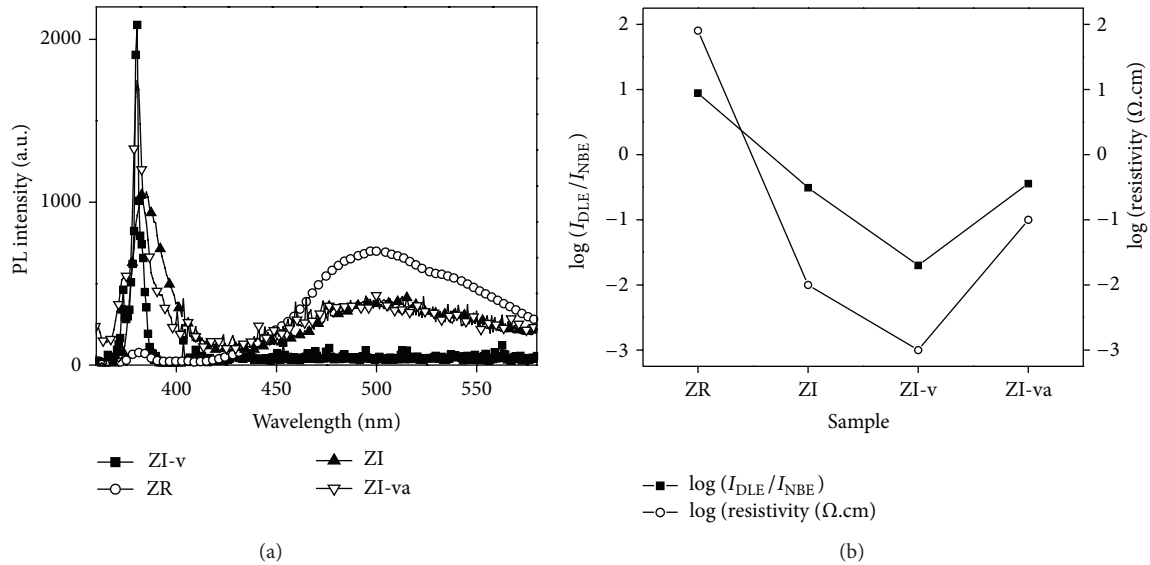 2000
1000
0
PL intensity (a.u.)
400
450
500
550
Wavelength (nm)
ZI-v
ZI
ZR
ZI-va
(a)
2
1
0
−1
−2
−3
log (I_DLE/I_NBE)
2
1
0
−1
−2
−3
log (resistivity (Ω.cm)
ZR
ZI
ZI-v
ZI-va
Sample
log (I_DLE/I_NBE)
log (resistivity (Ω.cm)
(b)